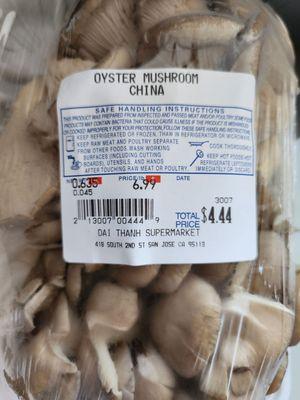 OYSTER MUSHROOM
CHINA
SAFE HANDLING INSTRUCTIONS
THIS PRODUCT WAS PREPARED FROM INSPECTED AND PASSED MEAT AND/OR POULTRY. SOME FOOD
PRODUCTS MAY CONTAIN BACTERIA THAT COULD CAUSE ILLNESS IF THE PRODUCT IS MISHANDLED
OR COOKED IMPROPERLY. FOR YOUR PROTECTION, FOLLOW THESE SAFE HANDLING INSTRUCTIONS.
KEEP REFRIGERATED OR FROZEN. THAW IN REFRIGERATOR OR MICROWAVE.
KEEP RAW MEAT AND POULTRY SEPARATE
FROM OTHER FOODS. WASH WORKING
SURFACES (INCLUDING CUTTING
BOARDS), UTENSILS, AND HANDS
AFTER TOUCHING RAW MEAT OR POULTRY.
COOK THOROUGHLY.
KEEP HOT FOODS HOT.
REFRIGERATE LEFTOVERS
IMMEDIATELY OR DISCARD.
0.635
PRICE
6.99
DATE
0.045
3007
2 13007 00444 9
TOTAL
PRICE
$4.44
DAI THANH SUPERMARKET
418 SOUTH 2ND ST SAN JOSE CA 95113